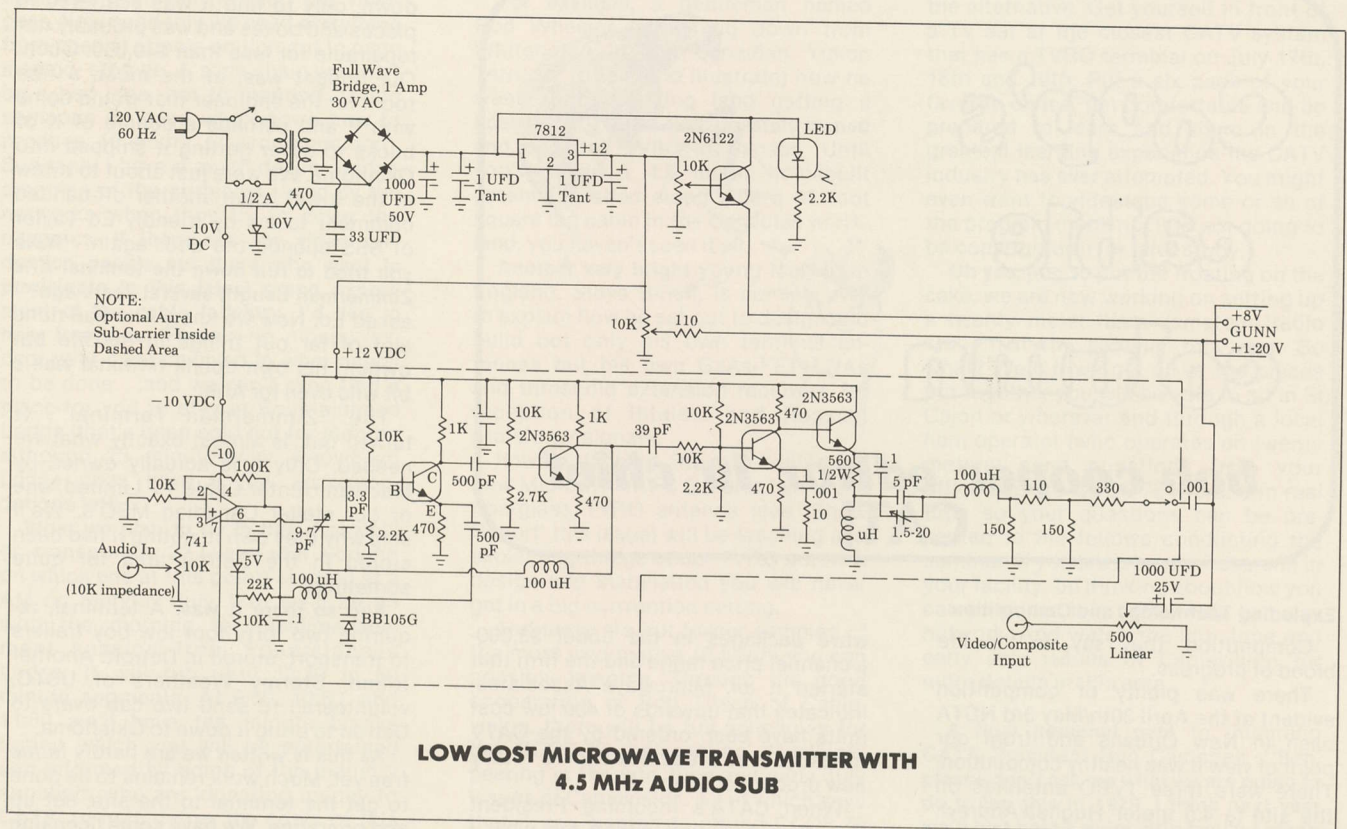 Full Wave
Bridge, 1 Amp
30 VAC
120 VAC
60 Hz
1/2 A
470
10V
−10V
DC
33 UFD
1000
UFD
50V
+
+
1 UFD
Tant
7812
1
2
3
+12
+
1 UFD
Tant
10K
2N6122
LED
2.2K
10K
110
+8V
GUNN
+1-20 V
NOTE:
Optional Aural
Sub-Carrier Inside
Dashed Area
+12 VDC
−10 VDC
−10
100K
10K
2
4
3
7
6
741
Audio In
(10K impedance)
10K
5V
22K
10K
.1
.9-7
pF
100 uH
BB105G
3.3
pF
10K
2.2K
B
C
E
1K
470
500
pF
.1
500 pF
10K
2.7K
2N3563
1K
470
100 uH
39 pF
10K
10K
2.2K
2N3563
470
470
.001
10
2N3563
560
1/2W
uH
.1
5 pF
1.5-20
100 uH
110
150
330
150
.001
1000 UFD
25V
+
Video/Composite
Input
500
Linear
LOW COST MICROWAVE TRANSMITTER WITH
4.5 MHz AUDIO SUB